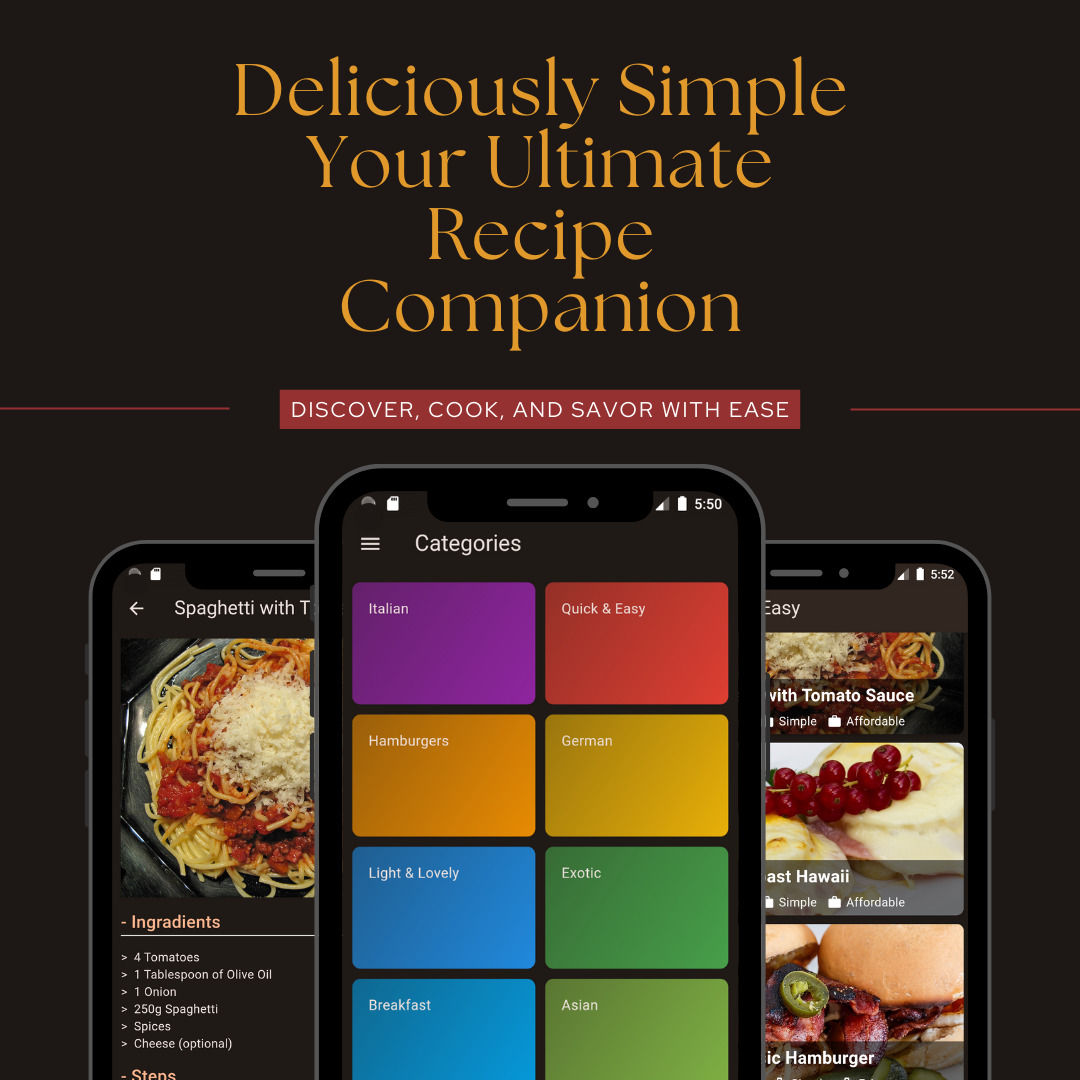 Deliciously Simple
Your Ultimate
Recipe
Companion
DISCOVER, COOK, AND SAVOR WITH EASE
5:50
Categories
Italian
Quick & Easy
Hamburgers
German
Light & Lovely
Exotic
Breakfast
Asian
Spaghetti with
- Ingradients
> 4 Tomatoes
> 1 Tablespoon of Olive Oil
> 1 Onion
> 250g Spaghetti
> Spices
> Cheese (optional)
- Steps
5:52
Easy
with Tomato Sauce
Simple Affordable
Hawaii
Simple Affordable
Hamburger